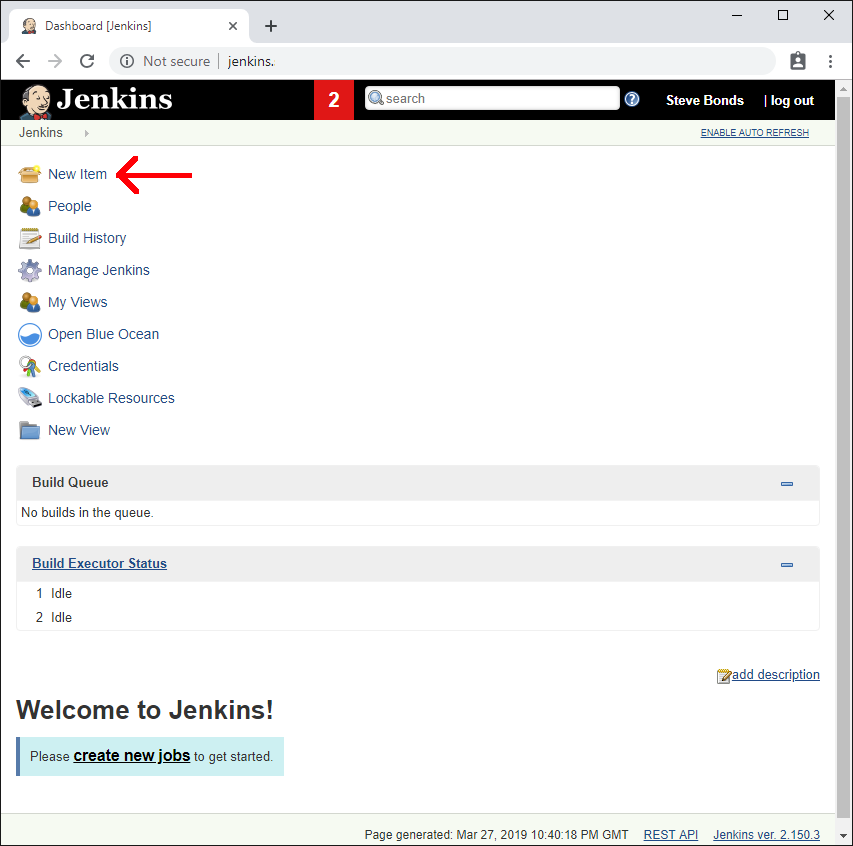 Dashboard [Jenkins]
Not secure | jenkins.
Jenkins 2 search Steve Bonds | log out
Jenkins ENABLE AUTO REFRESH
New Item
People
Build History
Manage Jenkins
My Views
Open Blue Ocean
Credentials
Lockable Resources
New View
Build Queue
No builds in the queue.
Build Executor Status
1 Idle
2 Idle
add description
Welcome to Jenkins!
Please create new jobs to get started.
Page generated: Mar 27, 2019 10:40:18 PM GMT REST API Jenkins ver. 2.150.3